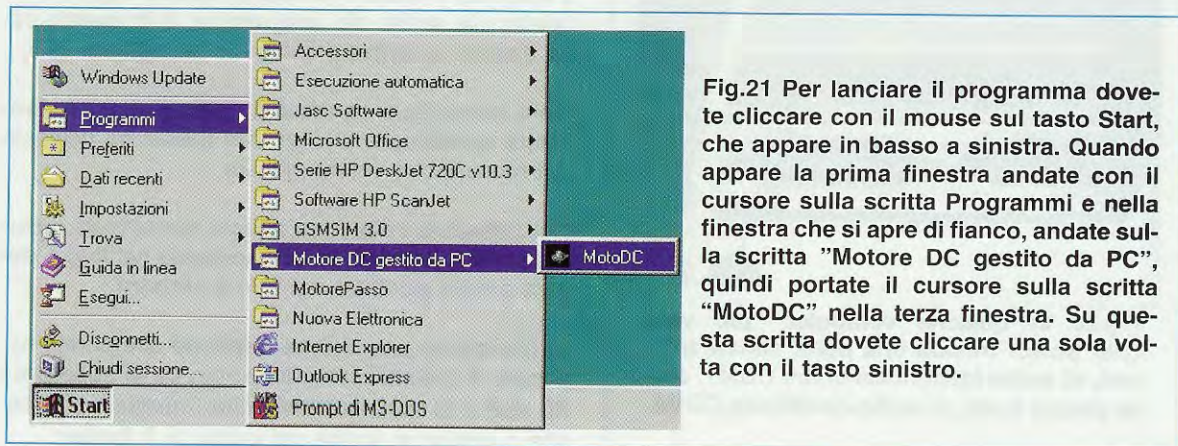 Windows Update
Programmi
Preferiti
Dati recenti
Impostazioni
Trova
Guida in linea
Esegui...
Disconnetti...
Chiudi sessione...
Start
Accessori
Esecuzione automatica
Jasc Software
Microsoft Office
Serie HP DeskJet 720C v10.3
Software HP ScanJet
GSMSIM 3.0
Motore DC gestito da PC
MotorePasso
Nuova Elettronica
Internet Explorer
Outlook Express
Prompt di MS-DOS
MotoDC
Fig.21 Per lanciare il programma dove-
te cliccare con il mouse sul tasto Start,
che appare in basso a sinistra. Quando
appare la prima finestra andate con il
cursore sulla scritta Programmi e nella
finestra che si apre di fianco, andate sul-
la scritta "Motore DC gestito da PC",
quindi portate il cursore sulla scritta
“MotoDC” nella terza finestra. Su que-
sta scritta dovete cliccare una sola vol-
ta con il tasto sinistro.